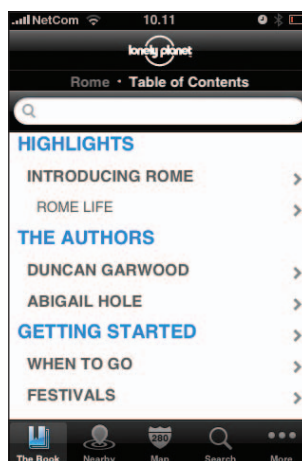 NetCom 10.11
lonely planet
Rome • Table of Contents
HIGHLIGHTS
INTRODUCING ROME
ROME LIFE
THE AUTHORS
DUNCAN GARWOOD
ABIGAIL HOLE
GETTING STARTED
WHEN TO GO
FESTIVALS
280
The Book Nearby Map Search More